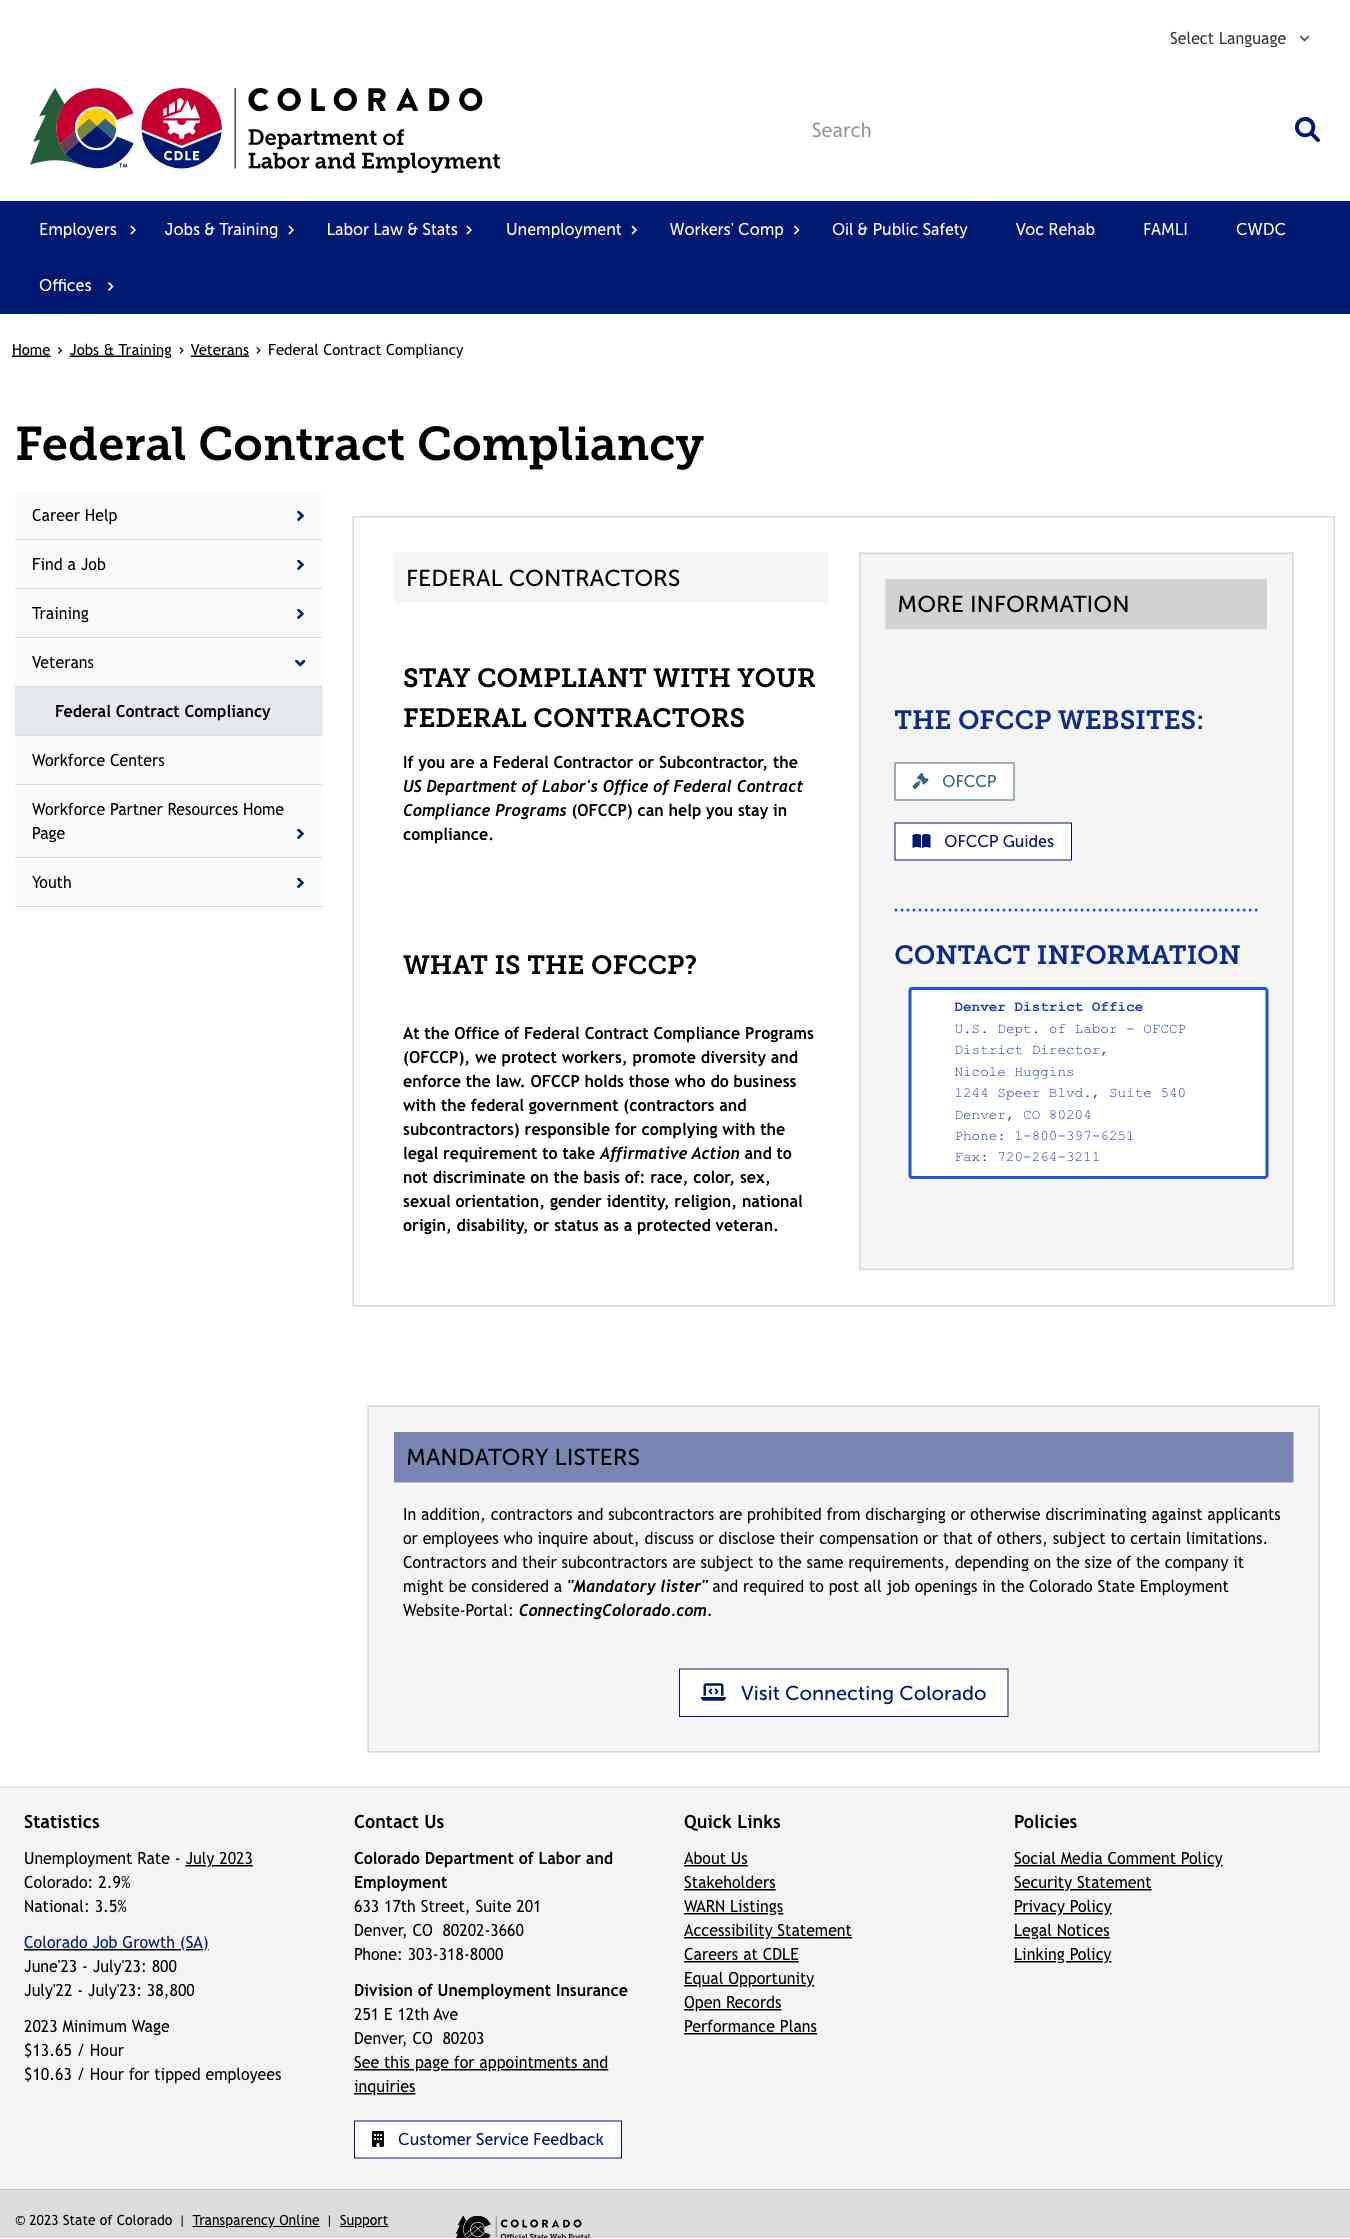 Select Language
COLORADO
Department of
Labor and Employment
CDLE
TM
Search
Employers Jobs & Training Labor Law & Stats Unemployment Workers' Comp Oil & Public Safety Voc Rehab FAMLI CWDC
Offices
Home › Jobs & Training › Veterans › Federal Contract Compliancy
Federal Contract Compliancy
Career Help
Find a Job
Training
Veterans
Federal Contract Compliancy
Workforce Centers
Workforce Partner Resources Home
Page
Youth
FEDERAL CONTRACTORS
STAY COMPLIANT WITH YOUR
FEDERAL CONTRACTORS
If you are a Federal Contractor or Subcontractor, the
US Department of Labor's Office of Federal Contract
Compliance Programs (OFCCP) can help you stay in
compliance.
WHAT IS THE OFCCP?
At the Office of Federal Contract Compliance Programs
(OFCCP), we protect workers, promote diversity and
enforce the law. OFCCP holds those who do business
with the federal government (contractors and
subcontractors) responsible for complying with the
legal requirement to take Affirmative Action and to
not discriminate on the basis of: race, color, sex,
sexual orientation, gender identity, religion, national
origin, disability, or status as a protected veteran.
MORE INFORMATION
THE OFCCP WEBSITES:
OFCCP
OFCCP Guides
CONTACT INFORMATION
Denver District Office
U.S. Dept. of Labor - OFCCP
District Director,
Nicole Huggins
1244 Speer Blvd., Suite 540
Denver, CO 80204
Phone: 1-800-397-6251
Fax: 720-264-3211
MANDATORY LISTERS
In addition, contractors and subcontractors are prohibited from discharging or otherwise discriminating against applicants
or employees who inquire about, discuss or disclose their compensation or that of others, subject to certain limitations.
Contractors and their subcontractors are subject to the same requirements, depending on the size of the company it
might be considered a "Mandatory lister" and required to post all job openings in the Colorado State Employment
Website-Portal: ConnectingColorado.com.
Visit Connecting Colorado
Statistics
Unemployment Rate - July 2023
Colorado: 2.9%
National: 3.5%
Colorado Job Growth (SA)
June'23 - July'23: 800
July'22 - July'23: 38,800
2023 Minimum Wage
$13.65 / Hour
$10.63 / Hour for tipped employees
Contact Us
Colorado Department of Labor and
Employment
633 17th Street, Suite 201
Denver, CO  80202-3660
Phone: 303-318-8000
Division of Unemployment Insurance
251 E 12th Ave
Denver, CO  80203
See this page for appointments and
inquiries
Customer Service Feedback
Quick Links
About Us
Stakeholders
WARN Listings
Accessibility Statement
Careers at CDLE
Equal Opportunity
Open Records
Performance Plans
Policies
Social Media Comment Policy
Security Statement
Privacy Policy
Legal Notices
Linking Policy
© 2023 State of Colorado | Transparency Online | Support
COLORADO
Official State Web Portal